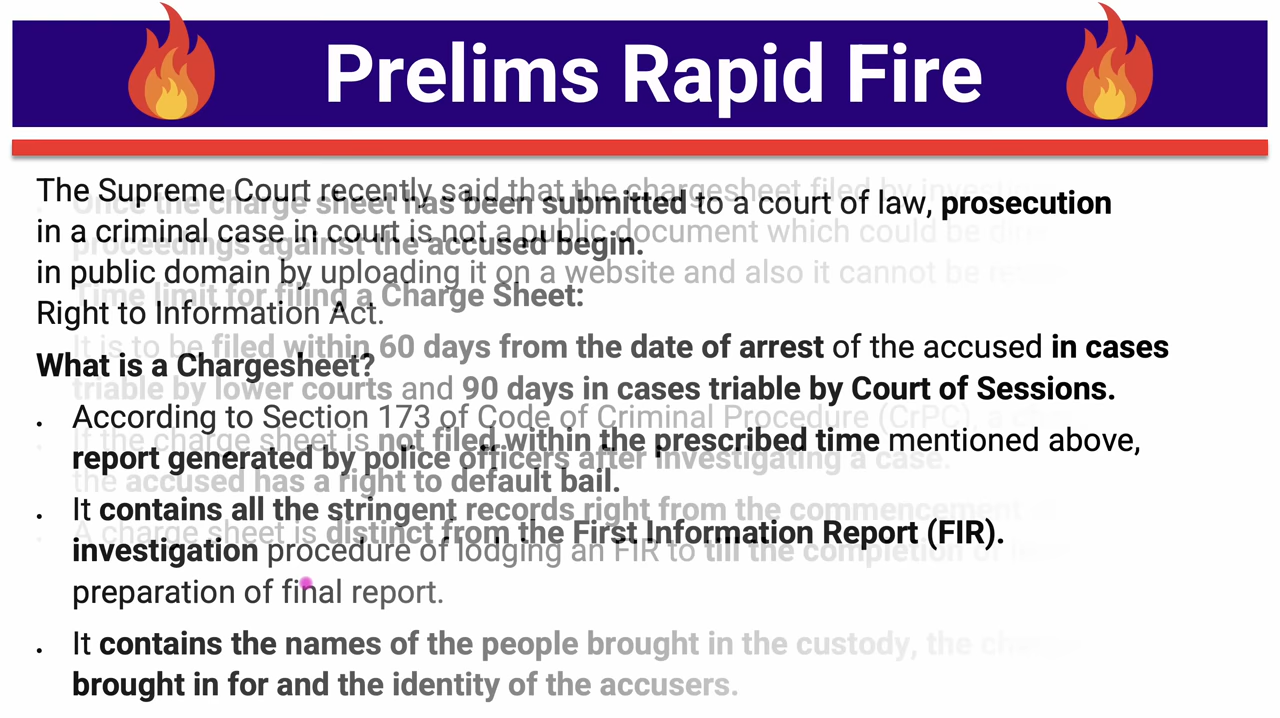 Prelims Rapid Fire
The Supreme Court recently said that the chargesheet filed by
Once the charge sheet has been submitted to a court of law, prosecution
in a criminal case in court is not a public document which could be
proceedings against the accused begin.
in public domain by uploading it on a website and also it cannot be
Time limit for filing a Charge Sheet:
Right to Information Act.
It is to be filed within 60 days from the date of arrest of the accused in cases
What is a Chargesheet?
triable by lower courts and 90 days in cases triable by Court of Sessions.
According to Section 173 of Code of Criminal Procedure (CrPC), a
If the charge sheet is not filed within the prescribed time mentioned above,
report generated by police officers after investigating a case.
the accused has a right to default bail.
It contains all the stringent records right from the commencement
A charge sheet is distinct from the First Information Report (FIR).
investigation procedure of lodging an FIR to till the completion of
preparation of final report.
It contains the names of the people brought in the custody, the
brought in for and the identity of the accusers.